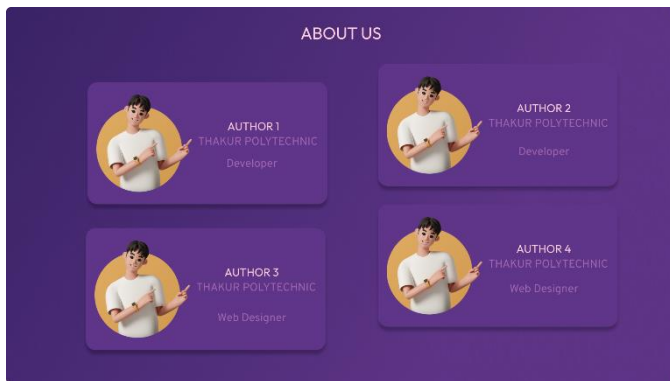 ABOUT US
AUTHOR 1
THAKUR POLYTECHNIC
Developer
AUTHOR 2
THAKUR POLYTECHNIC
Developer
AUTHOR 3
THAKUR POLYTECHNIC
Web Designer
AUTHOR 4
THAKUR POLYTECHNIC
Web Designer